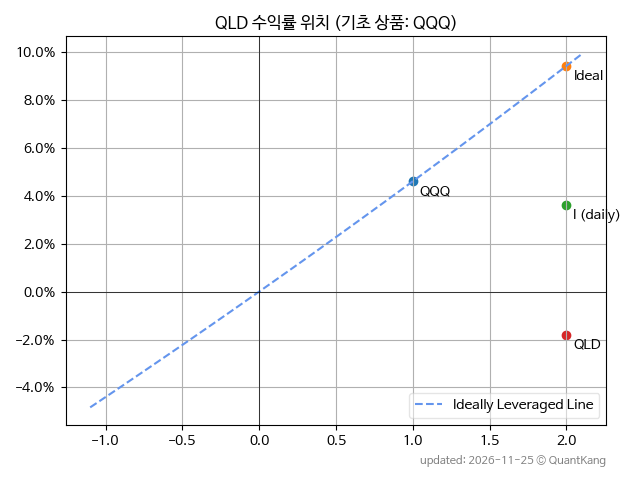 QLD 수익률 위치 (기초 상품: QQQ)
10.0%
8.0%
6.0%
4.0%
2.0%
0.0%
−2.0%
−4.0%
Ideal
QQQ
I (daily)
QLD
Ideally Leveraged Line
−1.0 −0.5 0.0 0.5 1.0 1.5 2.0
updated: 2026-11-25 © QuantKang